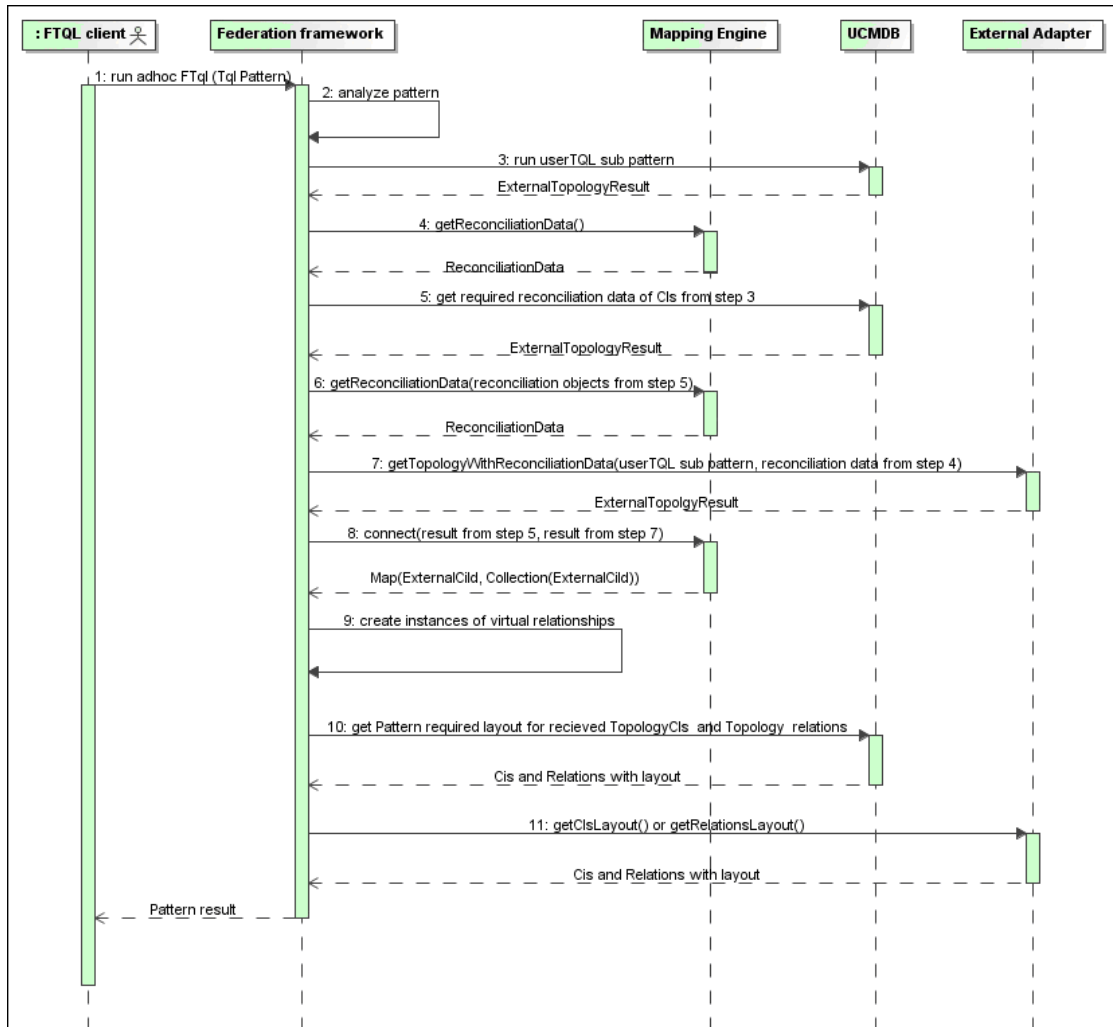 : FTQL client
Federation framework
Mapping Engine
UCMDB
External Adapter
1: run adhoc FTql (Tql Pattern)
2: analyze pattern
3: run userTQL sub pattern
ExternalTopologyResult
4: getReconciliationData()
ReconciliationData
5: get required reconciliation data of CIs from step 3
ExternalTopologyResult
6: getReconciliationData(reconciliation objects from step 5)
ReconciliationData
7: getTopologyWithReconciliationData(userTQL sub pattern, reconciliation data from step 4)
ExternalTopolgyResult
8: connect(result from step 5, result from step 7)
Map(ExternalCiId, Collection(ExternalCiId))
9: create instances of virtual relationships
10: get Pattern required layout for recieved TopologyCIs and Topology relations
Cis and Relations with layout
11: getCIsLayout() or getRelationsLayout()
Cis and Relations with layout
Pattern result